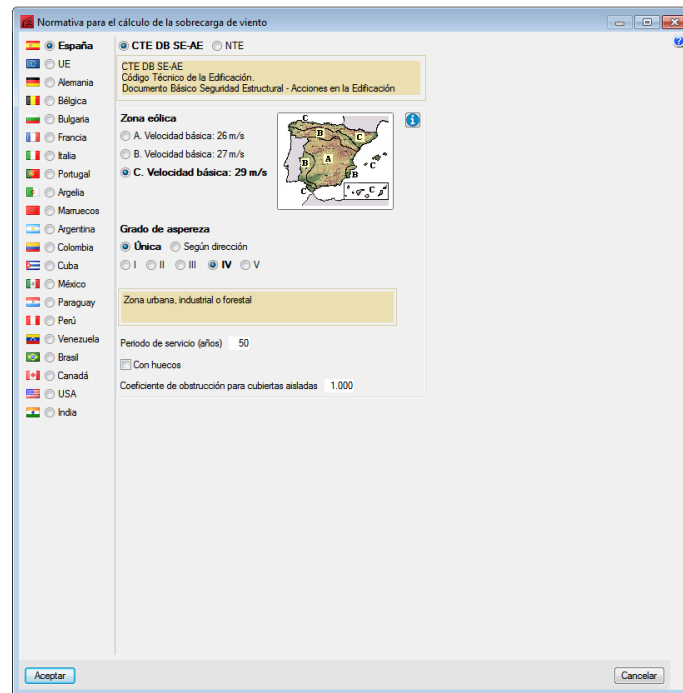 Normativa para el cálculo de la sobrecarga de viento
España
UE
Alemania
Bélgica
Bulgaria
Francia
Italia
Portugal
Argelia
Marruecos
Argentina
Colombia
Cuba
México
Paraguay
Perú
Venezuela
Brasil
Canadá
USA
India
CTE DB SE-AE NTE
CTE DB SE-AE
Código Técnico de la Edificación.
Documento Básico Seguridad Estructural - Acciones en la Edificación
Zona eólica
A. Velocidad básica: 26 m/s
B. Velocidad básica: 27 m/s
C. Velocidad básica: 29 m/s
C
B
C
B
A
C
B
C
C
Grado de aspereza
Única Según dirección
I II III IV V
Zona urbana, industrial o forestal
Periodo de servicio (años) 50
Con huecos
Coeficiente de obstrucción para cubiertas aisladas 1.000
Aceptar
Cancelar